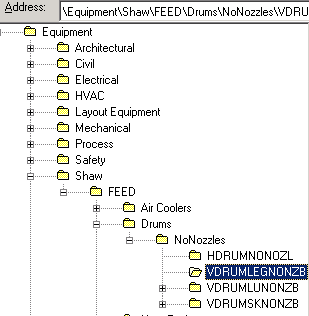 Address: \Equipment\Shaw\FEED\Drums\NoNozzles\VDRU
Equipment
Architectural
Civil
Electrical
HVAC
Layout Equipment
Mechanical
Process
Safety
Shaw
FEED
Air Coolers
Drums
NoNozzles
HDRUMNONOZL
VDRUMLEGNONZB
VDRUMLUNONZB
VDRUMSKNONZB